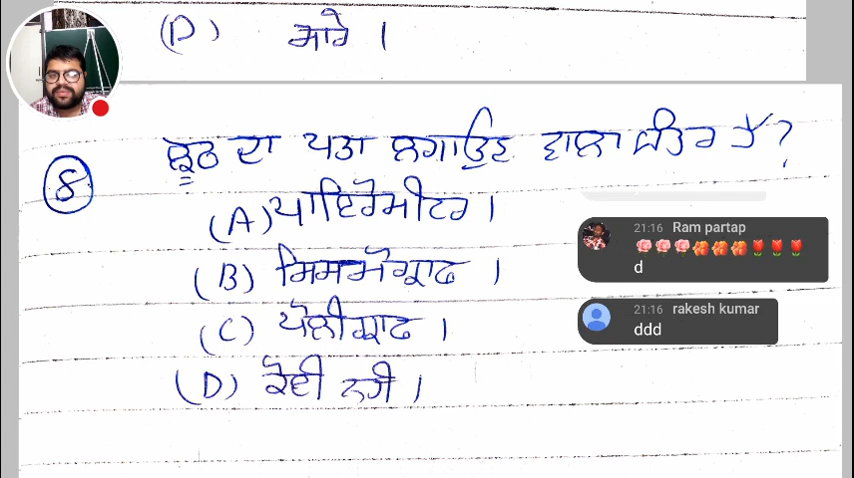 (D) ਸਾਰੇ ।
8 ਝੂਠ ਦਾ ਪਤਾ ਲਗਾਉਣ ਵਾਲਾ ਜੰਤਰ ਹੈ?
(A) ਪਾਇਰੋਮੀਟਰ ।
21:16 Ram partap
🌹🌹🌹🌺🌺🌺🌷🌷🌷
d
(B) ਸਿਸਮੋਗ੍ਰਾਫ ।
21:16 rakesh kumar
ddd
(C) ਪੋਲੀਗ੍ਰਾਫ ।
(D) ਕੋਈ ਨਹੀ ।